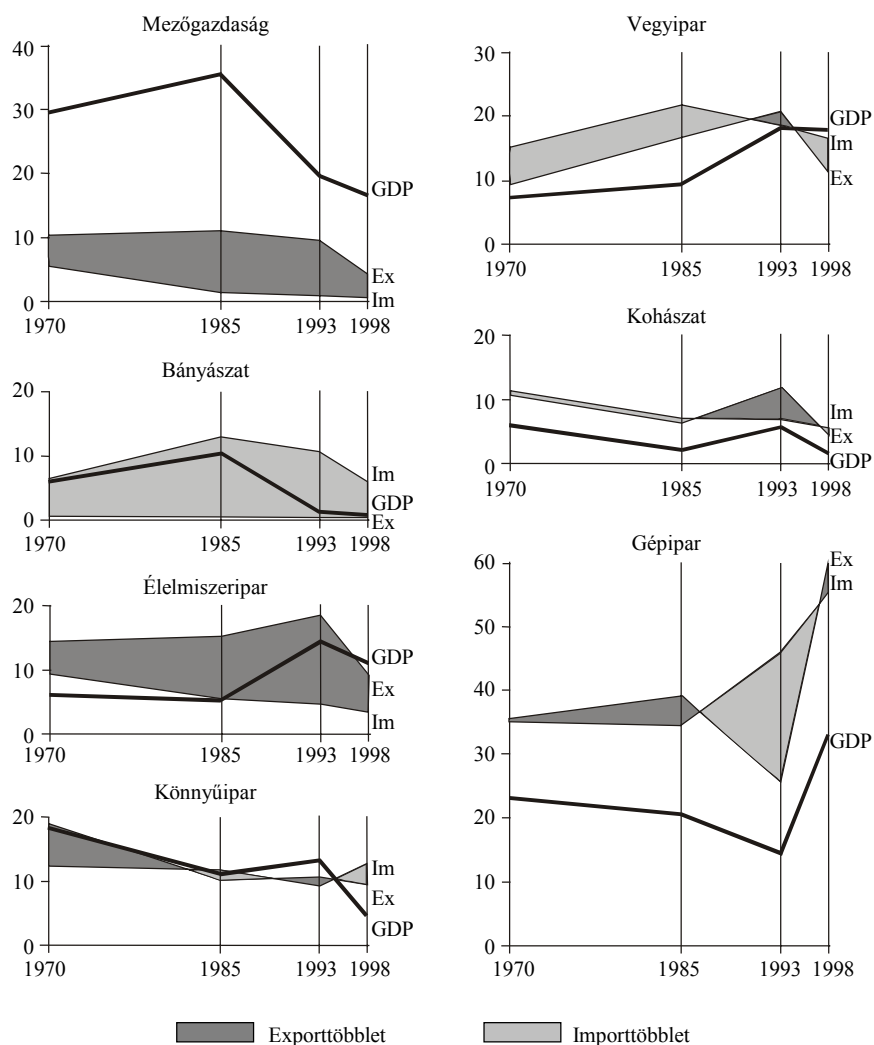 Mezőgazdaság
40
30
20
10
0
GDP
Ex
Im
1970 1985 1993 1998
Bányászat
20
10
0
Im
GDP
Ex
1970 1985 1993 1998
Élelmiszeripar
20
10
0
GDP
Ex
Im
1970 1985 1993 1998
Könnyűipar
20
10
0
Im
Ex
GDP
1970 1985 1993 1998
Vegyipar
30
20
10
0
GDP
Im
Ex
1970 1985 1993 1998
Kohászat
20
10
0
Im
Ex
GDP
1970 1985 1993 1998
Gépipar
60
50
40
30
20
10
0
Ex
Im
GDP
1970 1985 1993 1998
Exporttöbblet Importtöbblet